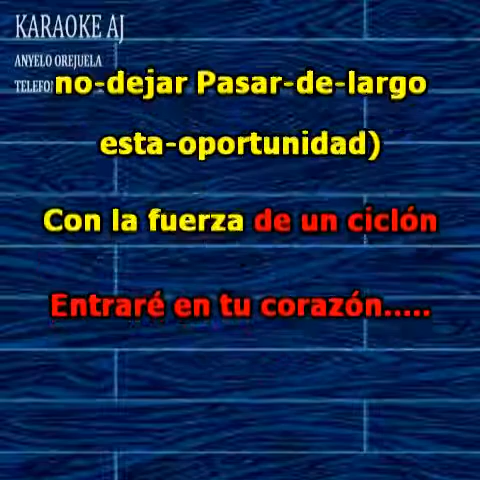 KARAOKE AJ
ANYELO OREJUELA
no-dejar Pasar-de-largo
esta-oportunidad)
Con la fuerza de un ciclón
Entraré en tu corazón.....